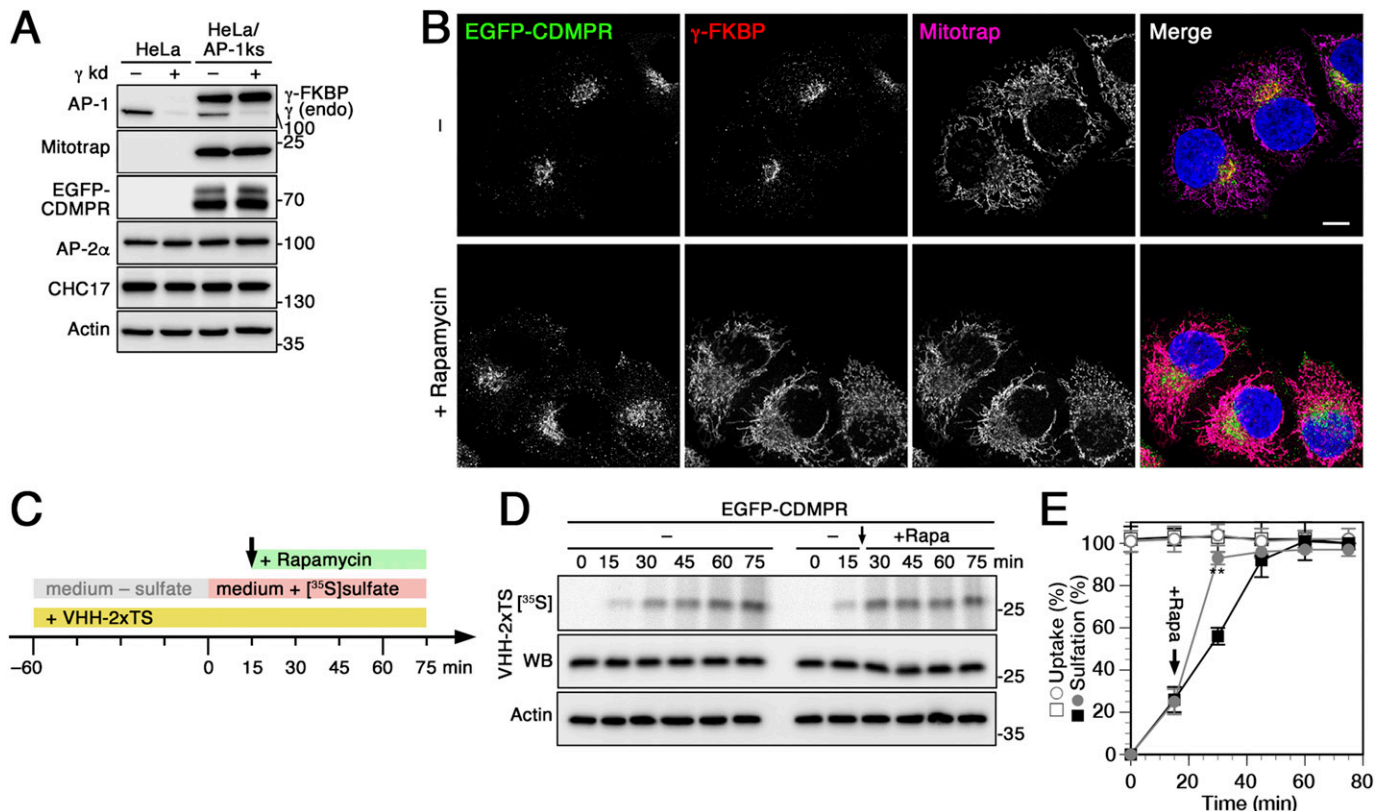 A
HeLa
HeLa/
AP-1ks
γ kd
–
+
–
+
AP-1
γ-FKBP
γ (endo)
100
Mitotrap
-25
EGFP-
CDMPR
-70
AP-2α
-100
CHC17
-130
Actin
-35
B
EGFP-CDMPR
γ-FKBP
Mitotrap
Merge
–
+ Rapamycin
C
+ Rapamycin
medium – sulfate
medium + [³⁵S]sulfate
+ VHH-2xTS
–60
0
15
30
45
60
75
min
D
EGFP-CDMPR
–
–
+Rapa
0 15 30 45 60 75
0 15 30 45 60 75 min
VHH-2xTS
[³⁵S]
-25
WB
-25
Actin
-35
E
Uptake (%)
Sulfation (%)
100
80
60
40
20
0
+Rapa
**
0 20 40 60 80
Time (min)